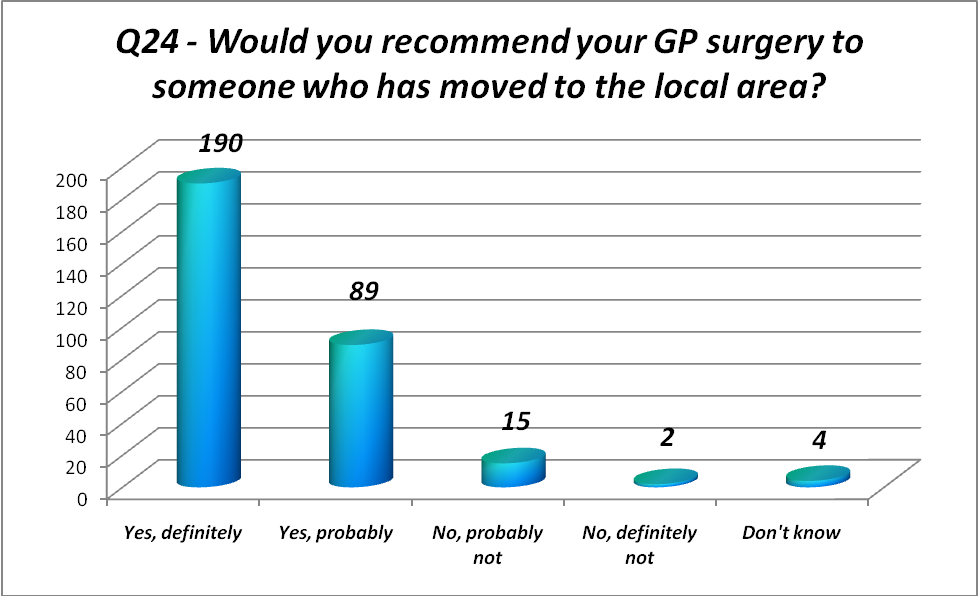 Q24 - Would you recommend your GP surgery to
someone who has moved to the local area?
190
89
15
2
4
200
180
160
140
120
100
80
60
40
20
0
Yes, definitely
Yes, probably
No, probably
not
No, definitely
not
Don't know